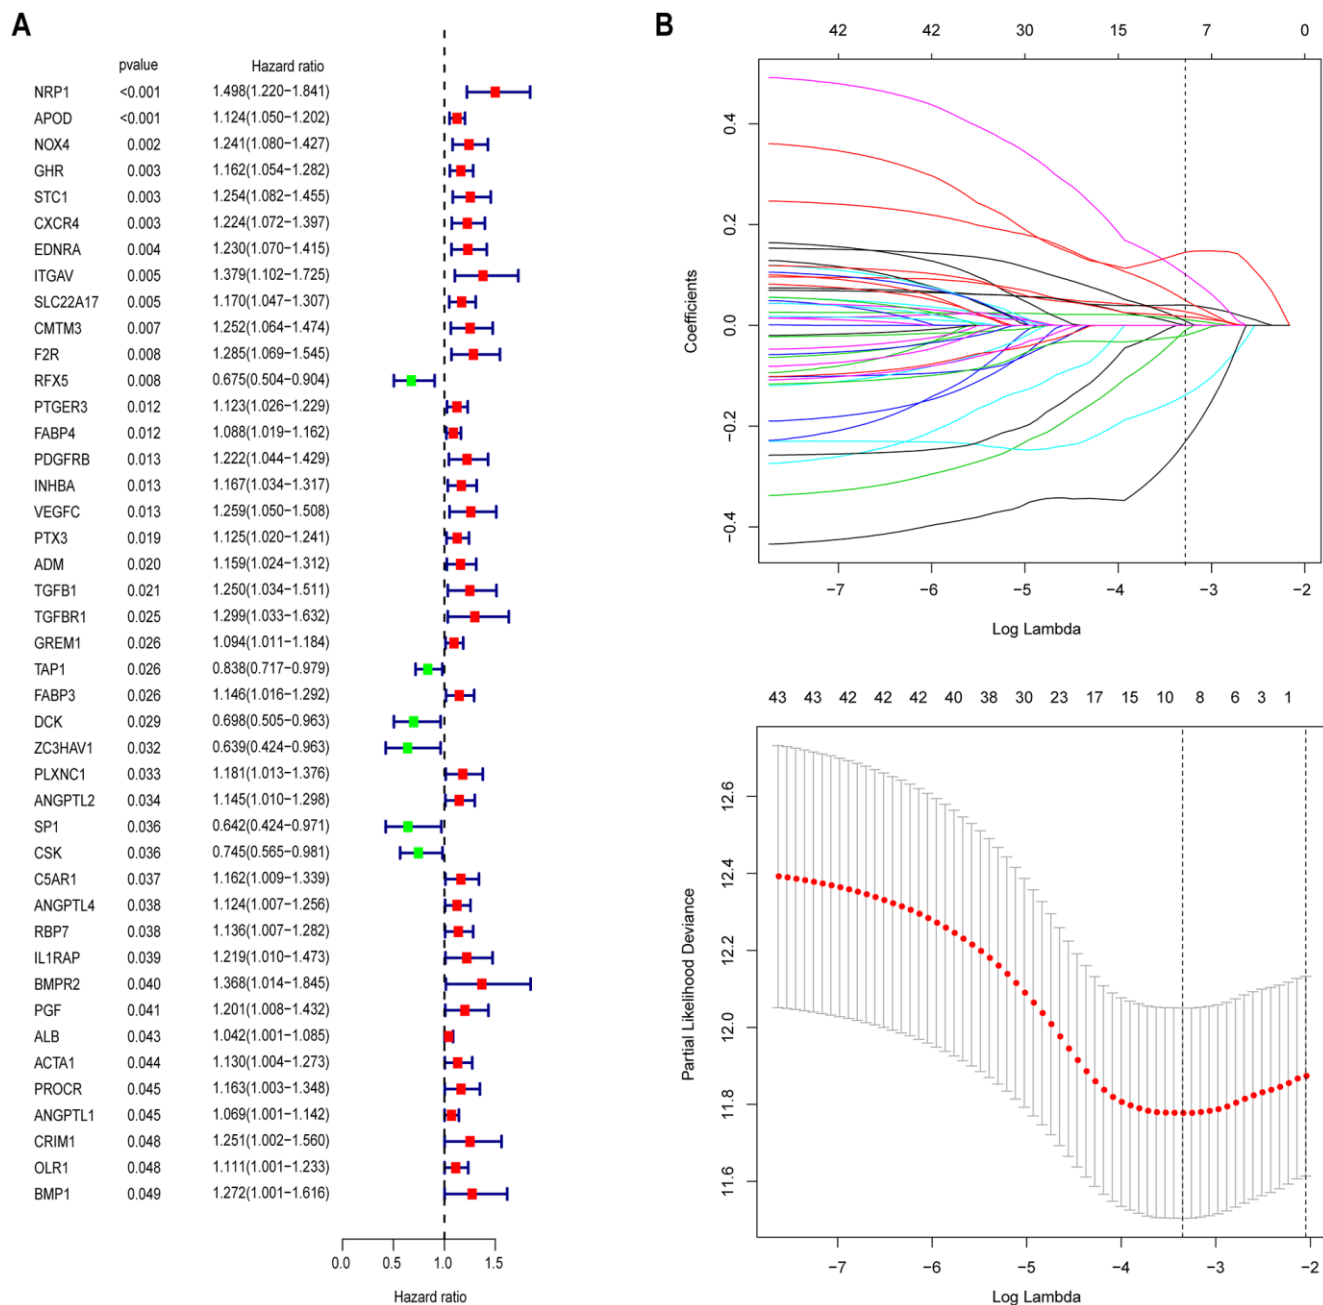 A
pvalue Hazard ratio
NRP1 <0.001 1.498(1.220−1.841)
APOD <0.001 1.124(1.050−1.202)
NOX4 0.002 1.241(1.080−1.427)
GHR 0.003 1.162(1.054−1.282)
STC1 0.003 1.254(1.082−1.455)
CXCR4 0.003 1.224(1.072−1.397)
EDNRA 0.004 1.230(1.070−1.415)
ITGAV 0.005 1.379(1.102−1.725)
SLC22A17 0.005 1.170(1.047−1.307)
CMTM3 0.007 1.252(1.064−1.474)
F2R 0.008 1.285(1.069−1.545)
RFX5 0.008 0.675(0.504−0.904)
PTGER3 0.012 1.123(1.026−1.229)
FABP4 0.012 1.088(1.019−1.162)
PDGFRB 0.013 1.222(1.044−1.429)
INHBA 0.013 1.167(1.034−1.317)
VEGFC 0.013 1.259(1.050−1.508)
PTX3 0.019 1.125(1.020−1.241)
ADM 0.020 1.159(1.024−1.312)
TGFB1 0.021 1.250(1.034−1.511)
TGFBR1 0.025 1.299(1.033−1.632)
GREM1 0.026 1.094(1.011−1.184)
TAP1 0.026 0.838(0.717−0.979)
FABP3 0.026 1.146(1.016−1.292)
DCK 0.029 0.698(0.505−0.963)
ZC3HAV1 0.032 0.639(0.424−0.963)
PLXNC1 0.033 1.181(1.013−1.376)
ANGPTL2 0.034 1.145(1.010−1.298)
SP1 0.036 0.642(0.424−0.971)
CSK 0.036 0.745(0.565−0.981)
C5AR1 0.037 1.162(1.009−1.339)
ANGPTL4 0.038 1.124(1.007−1.256)
RBP7 0.038 1.136(1.007−1.282)
IL1RAP 0.039 1.219(1.010−1.473)
BMPR2 0.040 1.368(1.014−1.845)
PGF 0.041 1.201(1.008−1.432)
ALB 0.043 1.042(1.001−1.085)
ACTA1 0.044 1.130(1.004−1.273)
PROCR 0.045 1.163(1.003−1.348)
ANGPTL1 0.045 1.069(1.001−1.142)
CRIM1 0.048 1.251(1.002−1.560)
OLR1 0.048 1.111(1.001−1.233)
BMP1 0.049 1.272(1.001−1.616)
0.0 0.5 1.0 1.5
Hazard ratio
B
42 42 30 15 7 0
0.4
0.2
0.0
−0.2
−0.4
Coefficients
−7 −6 −5 −4 −3 −2
Log Lambda
43 43 42 42 42 40 38 30 23 17 15 10 8 6 3 1
12.6
12.4
12.2
12.0
11.8
11.6
Partial Likelihood Deviance
−7 −6 −5 −4 −3 −2
Log Lambda